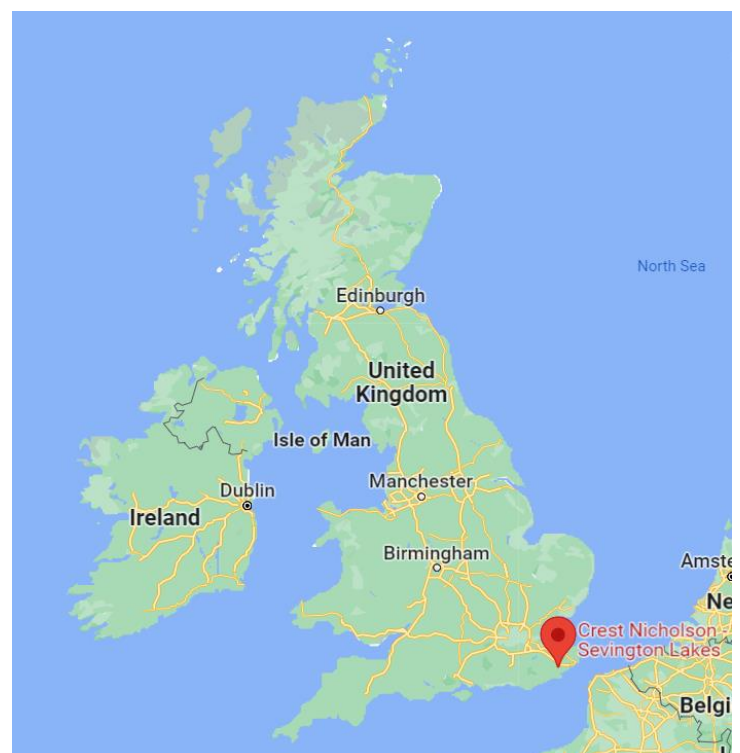 North Sea
Edinburgh
United
Kingdom
Isle of Man
Manchester
Dublin
Ireland
Birmingham
Amste
Ne
Crest Nicholson -
Sevington Lakes
Belgi